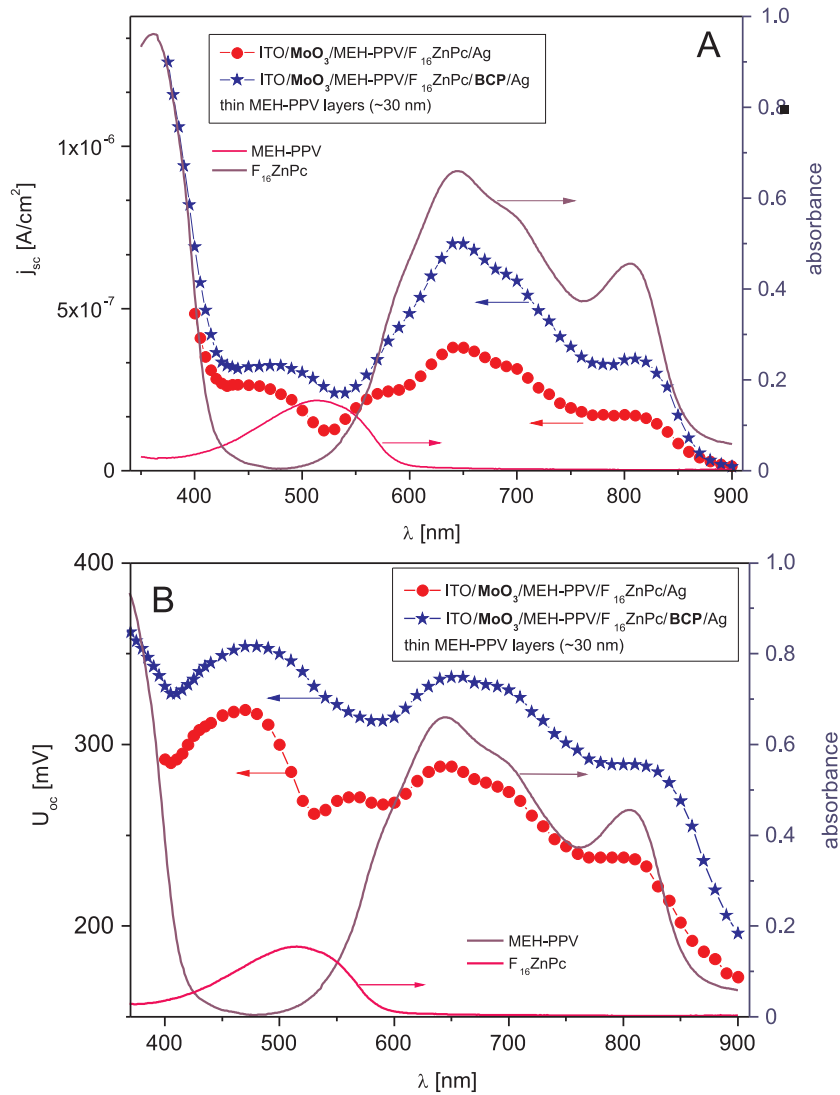 A
ITO/MoO3/MEH-PPV/F16ZnPc/Ag
ITO/MoO3/MEH-PPV/F16ZnPc/BCP/Ag
thin MEH-PPV layers (~30 nm)
MEH-PPV
F16ZnPc
jsc [A/cm²]
1x10⁻⁶
5x10⁻⁷
0
1.0
0.8
0.6
0.4
0.2
0
absorbance
400 500 600 700 800 900
λ [nm]
B
ITO/MoO3/MEH-PPV/F16ZnPc/Ag
ITO/MoO3/MEH-PPV/F16ZnPc/BCP/Ag
thin MEH-PPV layers (~30 nm)
MEH-PPV
F16ZnPc
Uoc [mV]
400
300
200
1.0
0.8
0.6
0.4
0.2
0
absorbance
400 500 600 700 800 900
λ [nm]